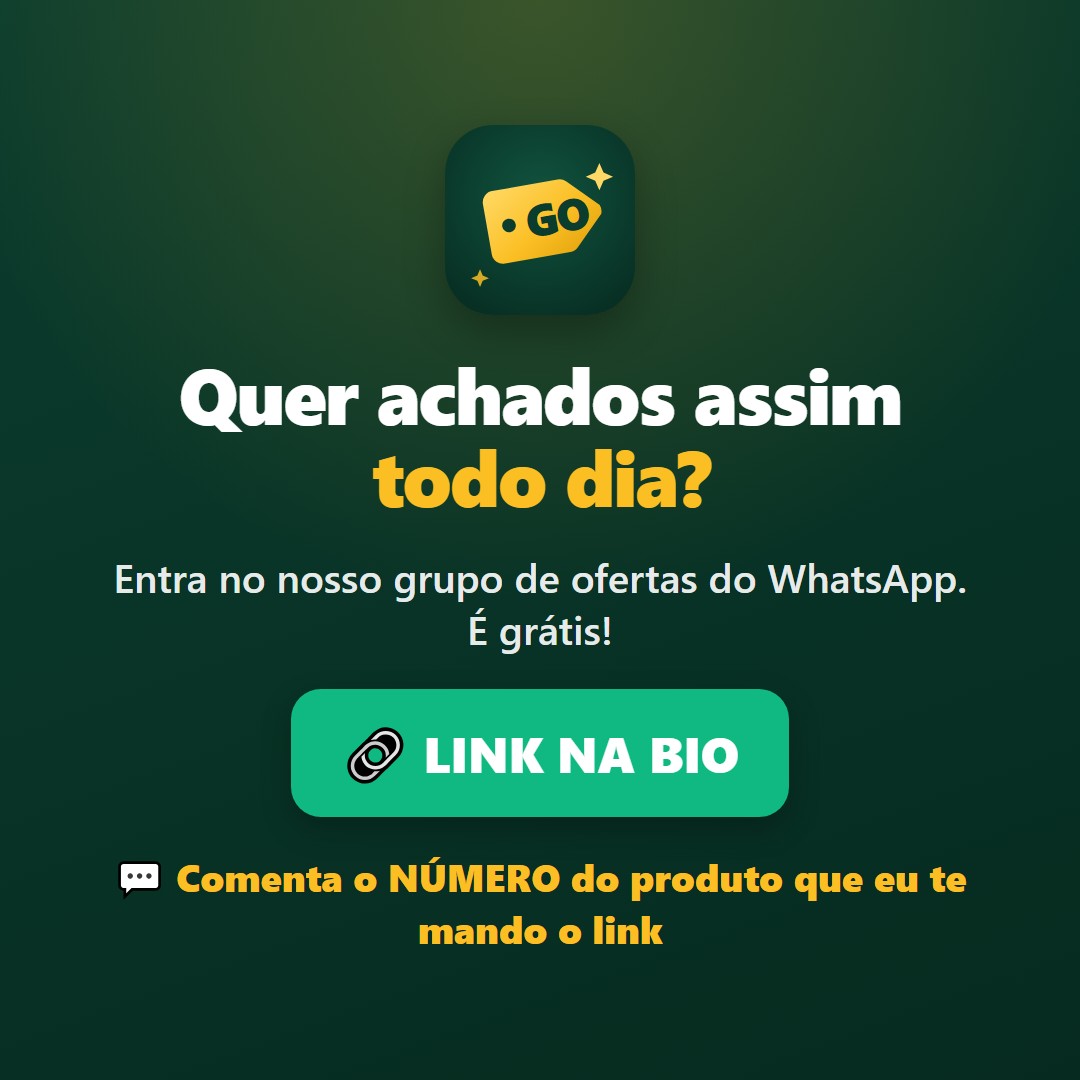 GO
Quer achados assim
todo dia?
Entra no nosso grupo de ofertas do WhatsApp.
É grátis!
🔗 LINK NA BIO
💬 Comenta o NÚMERO do produto que eu te
mando o link